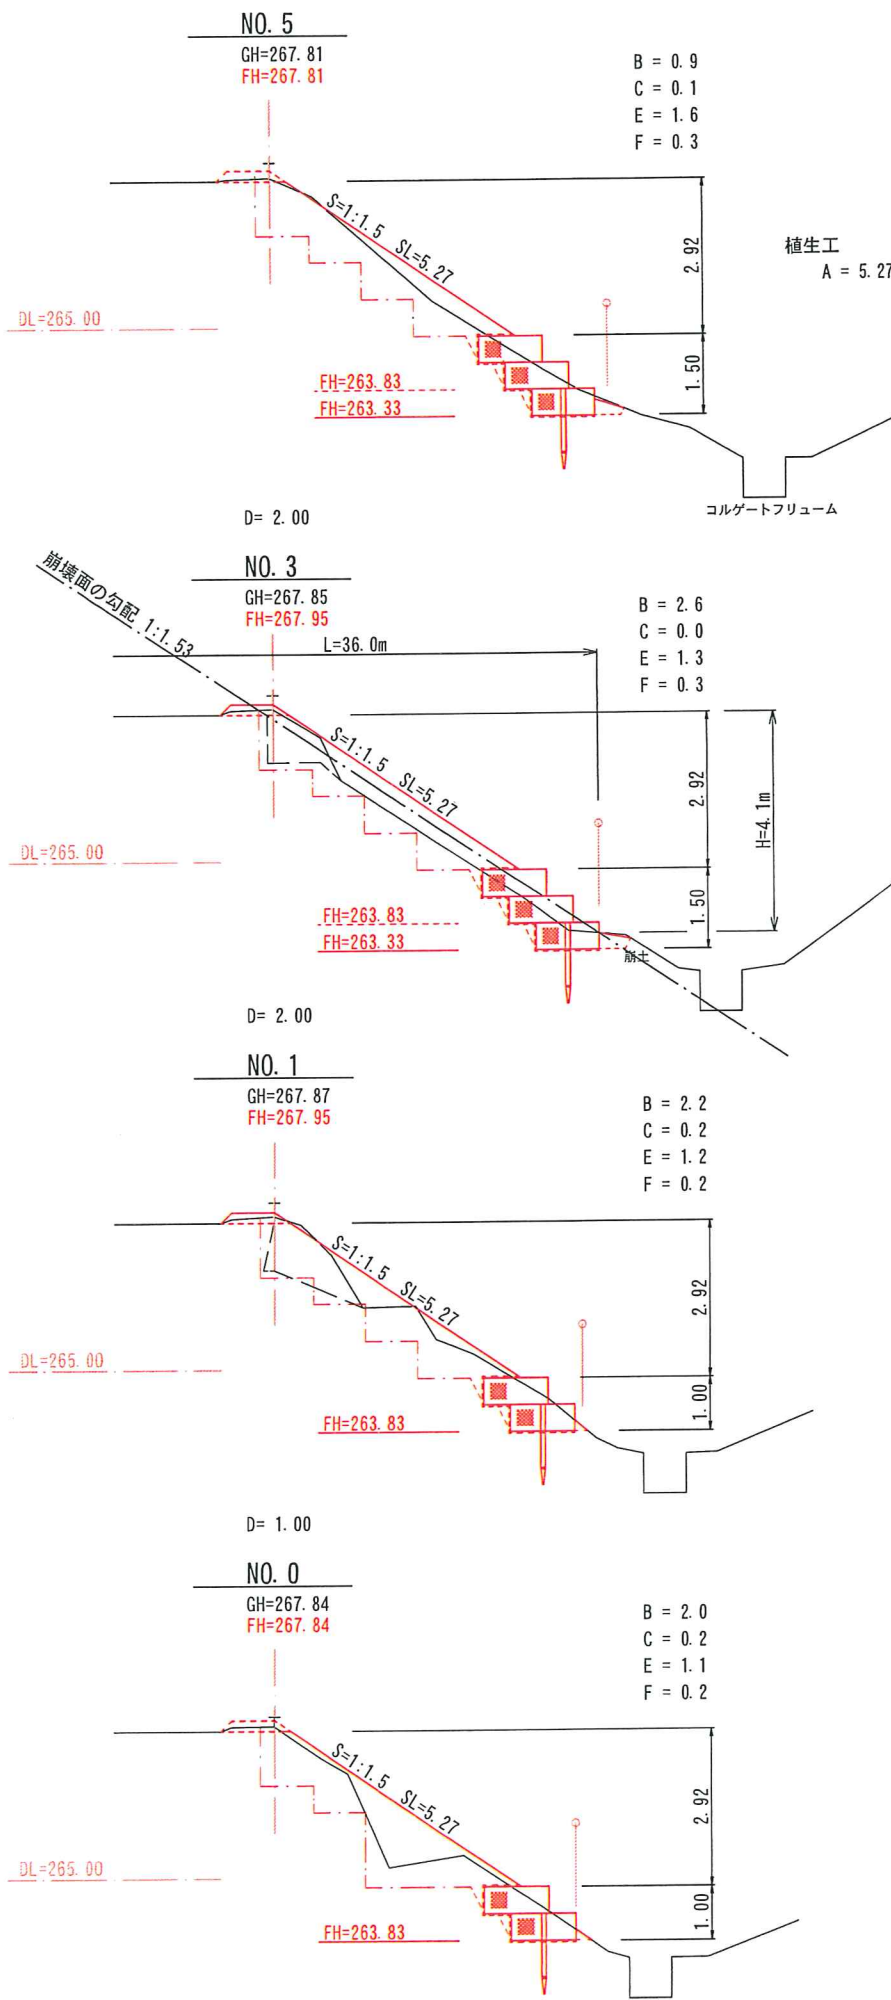 NO. 5
GH=267.81
FH=267.81
B = 0.9
C = 0.1
E = 1.6
F = 0.3
S=1:1.5 SL=5.27
2.92
植生工
A = 5.27
DL=265.00
1.50
FH=263.83
FH=263.33
コルゲートフリューム
D= 2.00
崩壊面の勾配 1:1.53
NO. 3
GH=267.85
FH=267.95
L=36.0m
B = 2.6
C = 0.0
E = 1.3
F = 0.3
S=1:1.5 SL=5.27
2.92
H=4.1m
DL=265.00
1.50
FH=263.83
FH=263.33
崩土
D= 2.00
NO. 1
GH=267.87
FH=267.95
B = 2.2
C = 0.2
E = 1.2
F = 0.2
S=1:1.5 SL=5.27
2.92
DL=265.00
1.00
FH=263.83
D= 1.00
NO. 0
GH=267.84
FH=267.84
B = 2.0
C = 0.2
E = 1.1
F = 0.2
S=1:1.5 SL=5.27
2.92
DL=265.00
1.00
FH=263.83